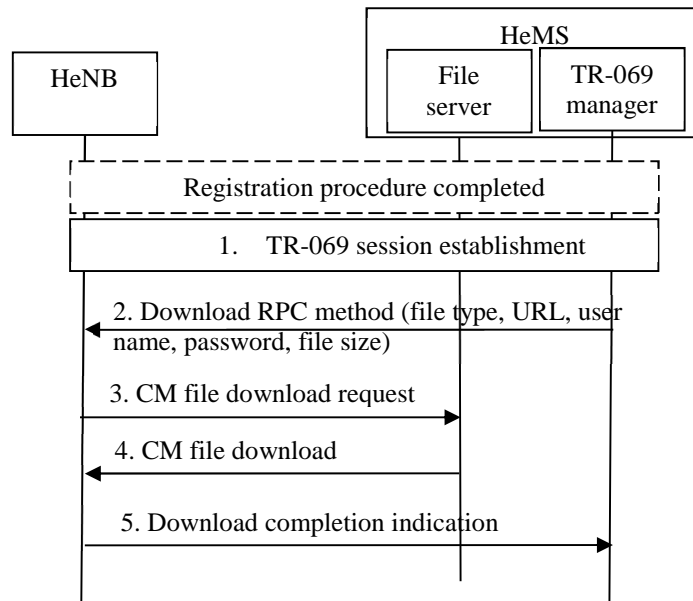 HeMS
HeNB
File
server
TR-069
manager
Registration procedure completed
1. TR-069 session establishment
2. Download RPC method (file type, URL, user
name, password, file size)
3. CM file download request
4. CM file download
5. Download completion indication